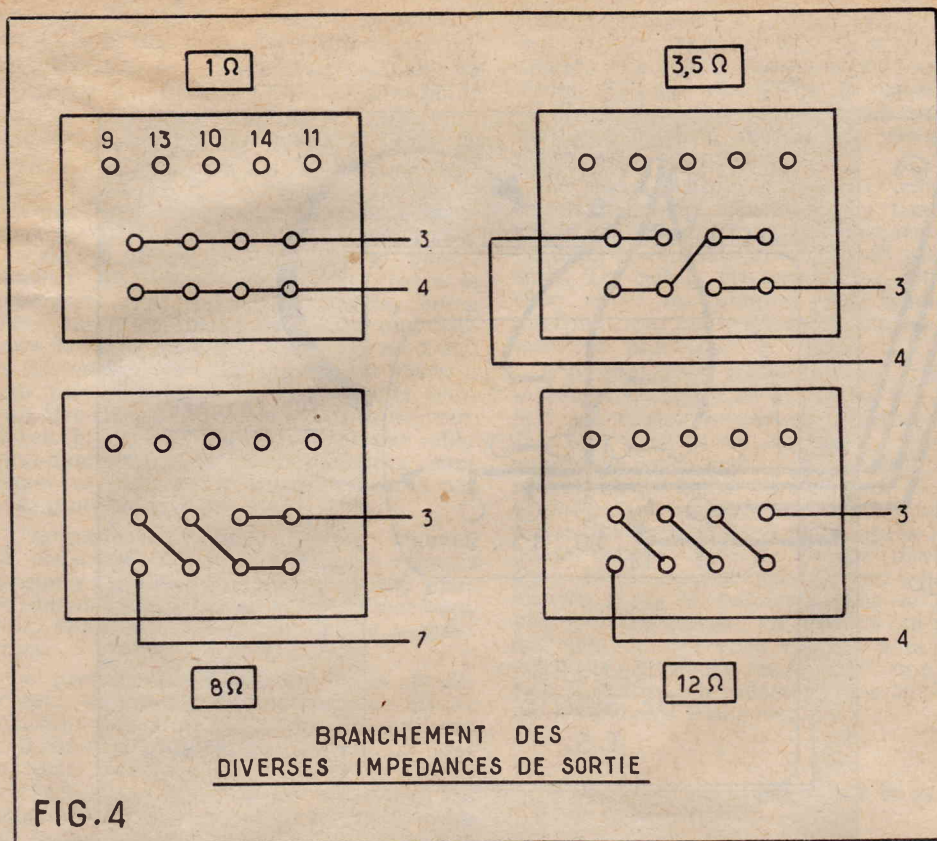 1 Ω
3,5 Ω
9 13 10 14 11
3
4
3
4
3
7
3
4
8 Ω
12 Ω
BRANCHEMENT DES
DIVERSES IMPEDANCES DE SORTIE
FIG. 4